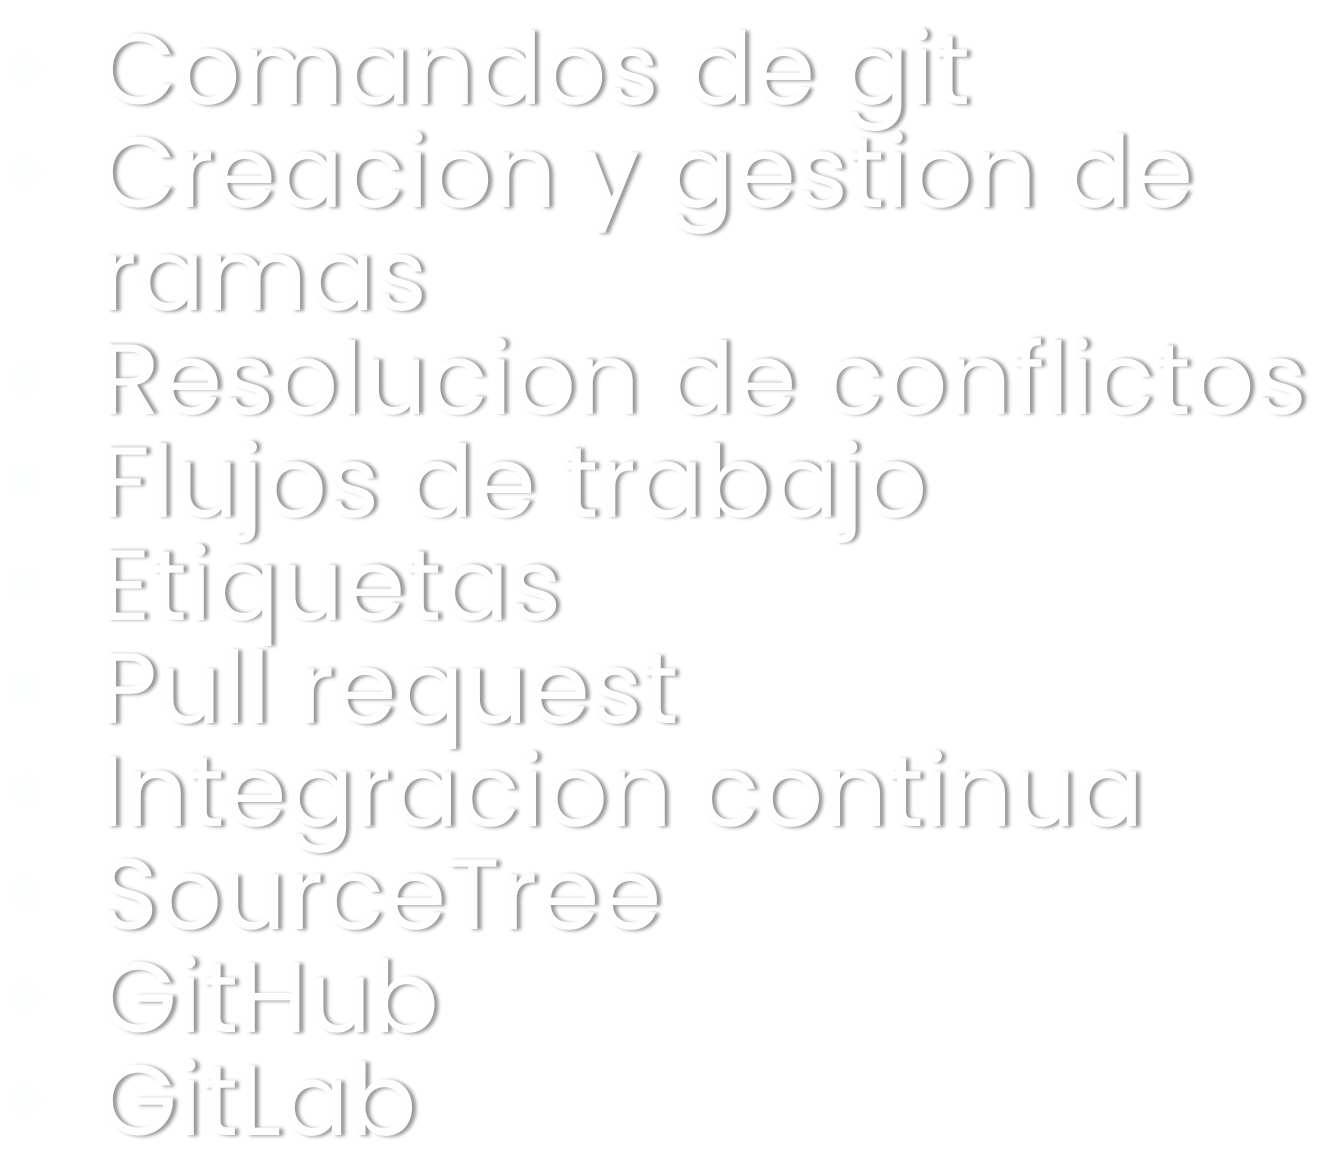 Comandos de git
Creacion y gestion de
ramas
Resolucion de conflictos
Flujos de trabajo
Etiquetas
Pull request
Integracion continua
SourceTree
GitHub
GitLab